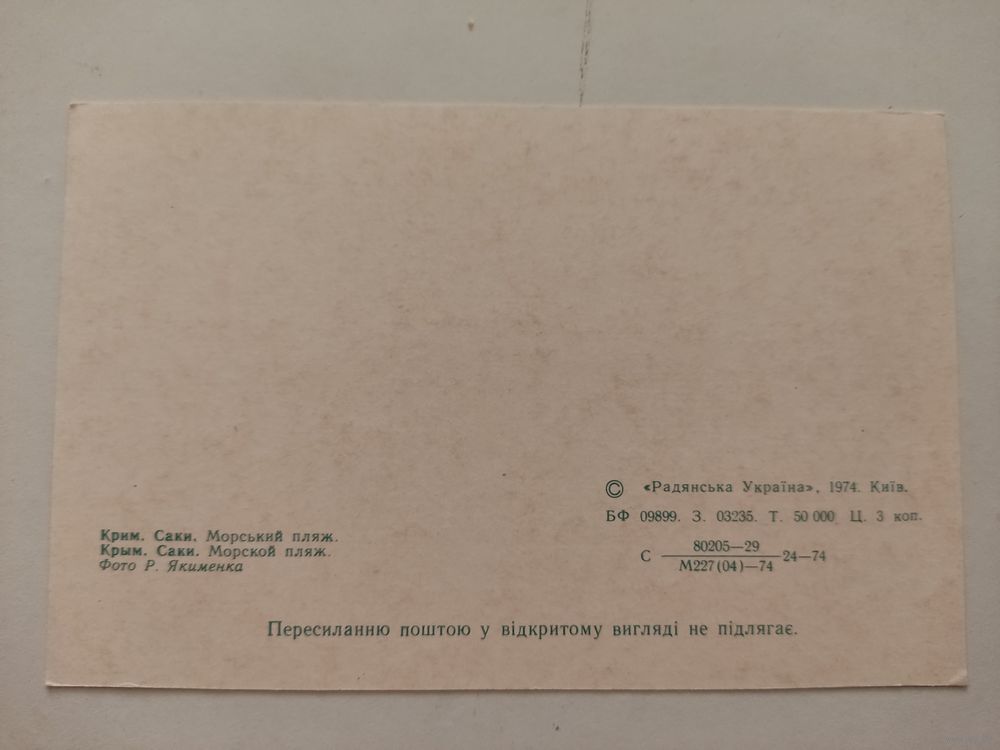 © «Радянська Україна», 1974. Київ.
БФ 09899. З. 03235. Т. 50 000 Ц. 3 коп.
Крим. Саки. Морський пляж.
Крым. Саки. Морской пляж.
Фото Р. Якименка
С 80205—29
М227(04)—74 24—74
Пересиланню поштою у відкритому вигляді не підлягає.